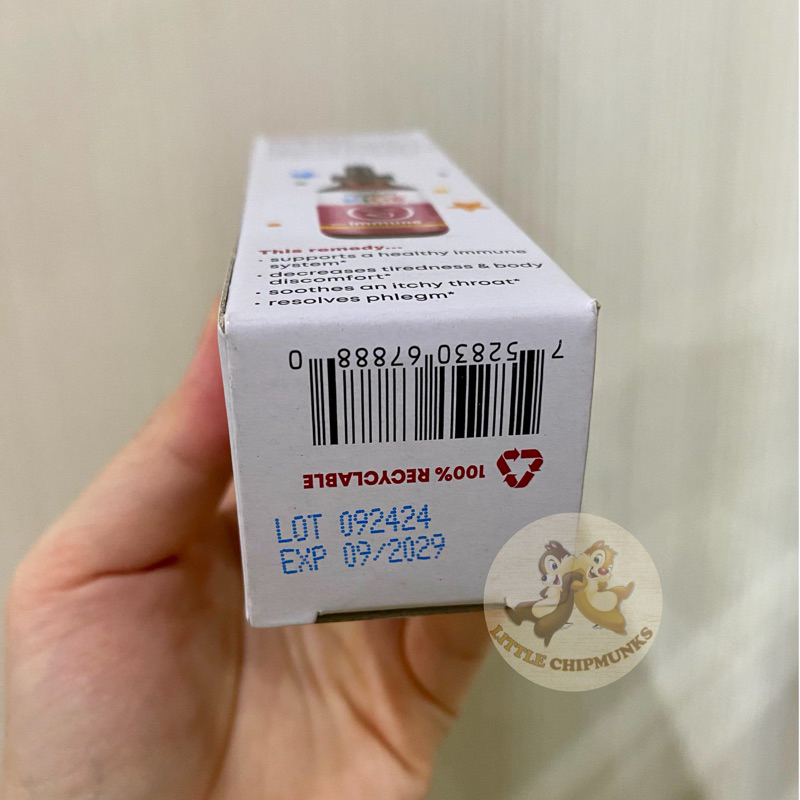 immune
This remedy...
• supports a healthy immune
system*
• decreases tiredness & body
discomfort*
• soothes an itchy throat*
• resolves phlegm*
7 52830 67888 0
100% RECYCLABLE
LOT 092424
EXP 09/2029
LITTLE CHIPMUNKS